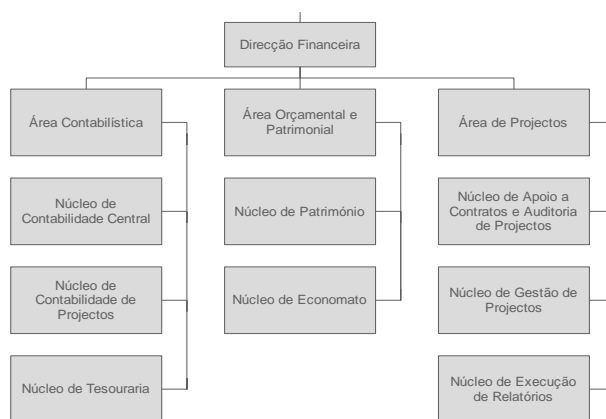 Direcção Financeira
Área Contabilística
Área Orçamental e
Patrimonial
Área de Projectos
Núcleo de
Contabilidade Central
Núcleo de Património
Núcleo de Apoio a
Contratos e Auditoria
de Projectos
Núcleo de
Contabilidade de
Projectos
Núcleo de Economato
Núcleo de Gestão de
Projectos
Núcleo de Tesouraria
Núcleo de Execução
de Relatórios